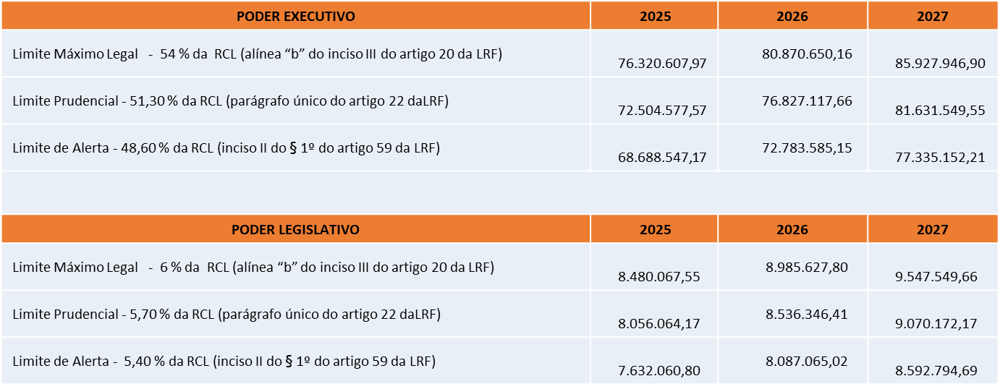 PODER EXECUTIVO 2025 2026 2027
Limite Máximo Legal - 54 % da RCL (alínea “b” do inciso III do artigo 20 da LRF) 76.320.607,97 80.870.650,16 85.927.946,90
Limite Prudencial - 51,30 % da RCL (parágrafo único do artigo 22 daLRF) 72.504.577,57 76.827.117,66 81.631.549,55
Limite de Alerta - 48,60 % da RCL (inciso II do § 1º do artigo 59 da LRF) 68.688.547,17 72.783.585,15 77.335.152,21
PODER LEGISLATIVO 2025 2026 2027
Limite Máximo Legal - 6 % da RCL (alínea “b” do inciso III do artigo 20 da LRF) 8.480.067,55 8.985.627,80 9.547.549,66
Limite Prudencial - 5,70 % da RCL (parágrafo único do artigo 22 daLRF) 8.056.064,17 8.536.346,41 9.070.172,17
Limite de Alerta - 5,40 % da RCL (inciso II do § 1º do artigo 59 da LRF) 7.632.060,80 8.087.065,02 8.592.794,69